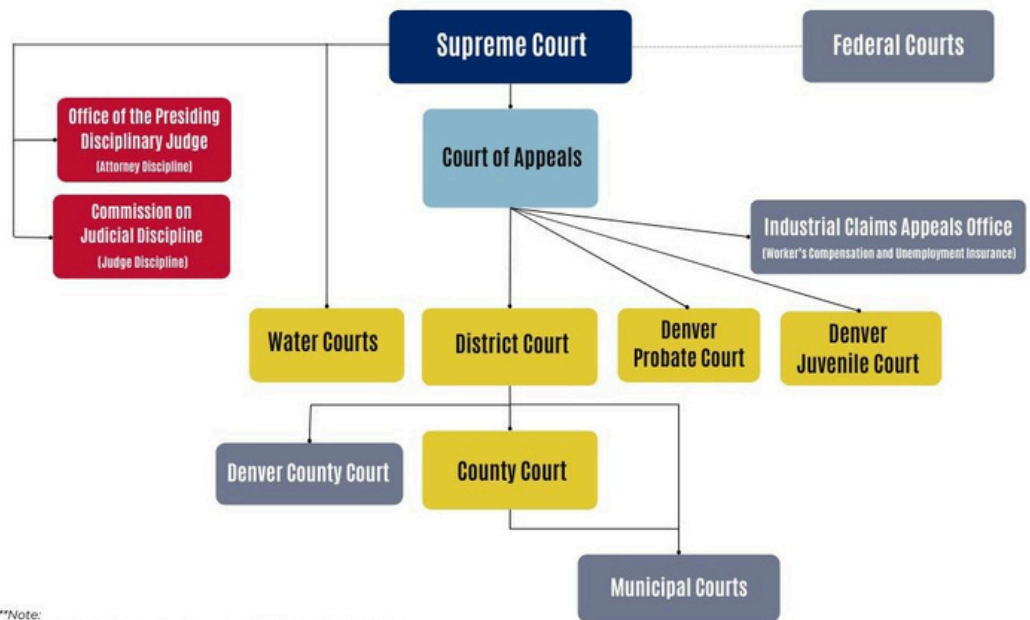 Supreme Court
Federal Courts
Office of the Presiding
Disciplinary Judge
(Attorney Discipline)
Court of Appeals
Commission on
Judicial Discipline
(Judge Discipline)
Industrial Claims Appeals Office
(Worker's Compensation and Unemployment Insurance)
Water Courts
District Court
Denver
Probate Court
Denver
Juvenile Court
Denver County Court
County Court
Municipal Courts
**Note: